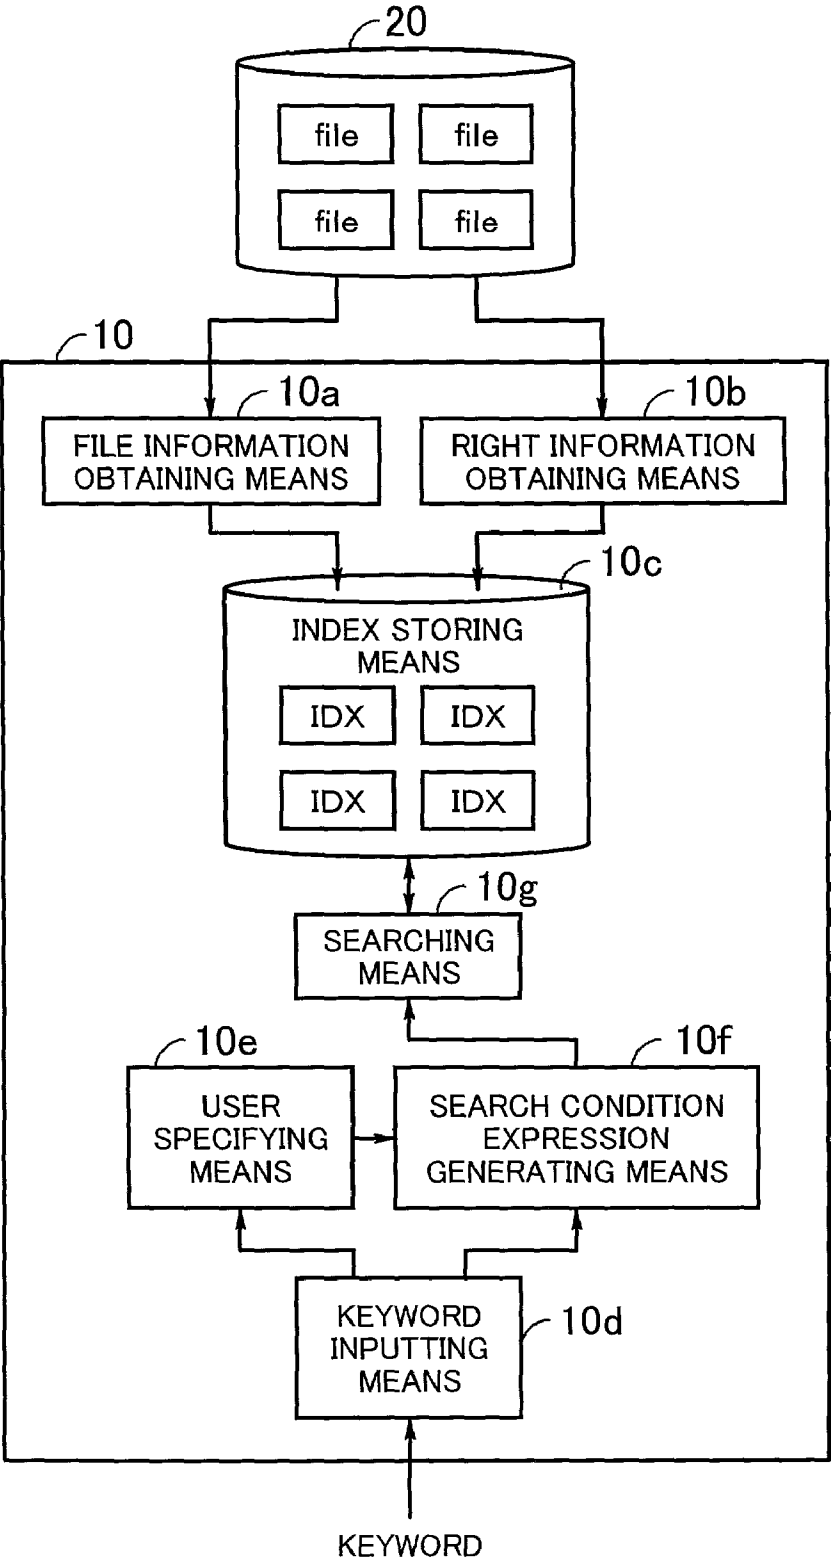 20
file
file
file
file
10
10a
10b
FILE INFORMATION
OBTAINING MEANS
RIGHT INFORMATION
OBTAINING MEANS
10c
INDEX STORING
MEANS
IDX
IDX
IDX
IDX
10g
SEARCHING
MEANS
10e
10f
USER
SPECIFYING
MEANS
SEARCH CONDITION
EXPRESSION
GENERATING MEANS
KEYWORD
INPUTTING
MEANS
10d
KEYWORD